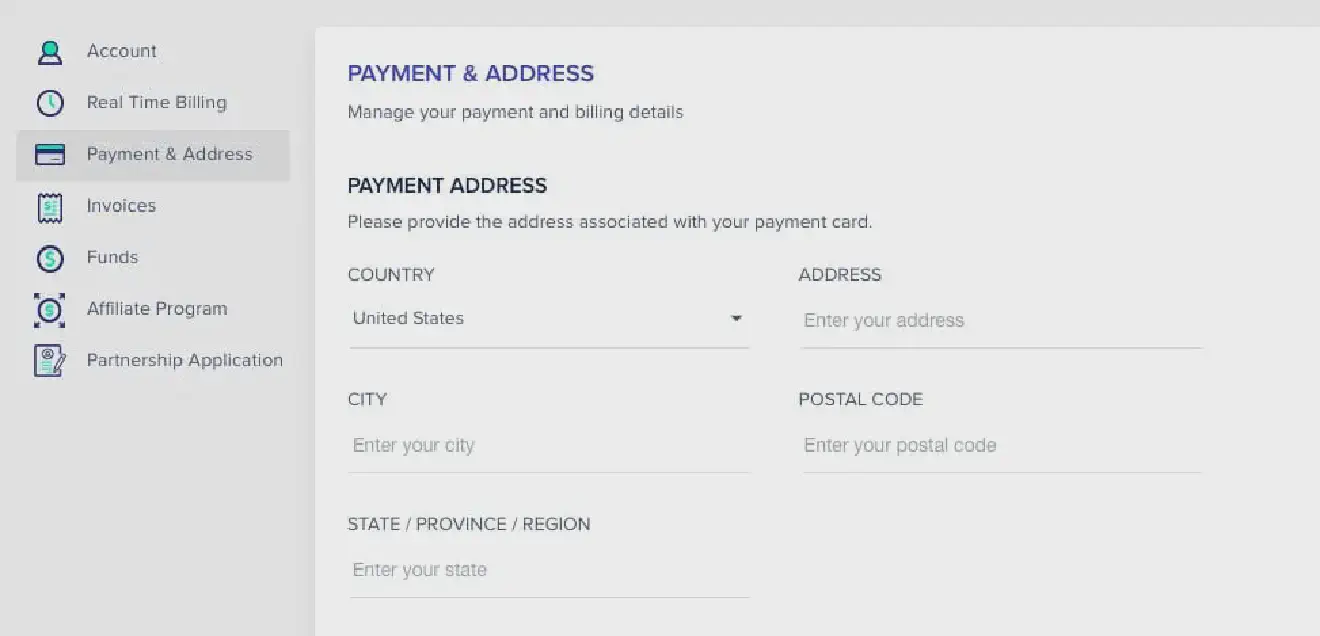 Account
Real Time Billing
Payment & Address
Invoices
Funds
Affiliate Program
Partnership Application
PAYMENT & ADDRESS
Manage your payment and billing details
PAYMENT ADDRESS
Please provide the address associated with your payment card.
COUNTRY
United States
ADDRESS
Enter your address
CITY
Enter your city
POSTAL CODE
Enter your postal code
STATE / PROVINCE / REGION
Enter your state